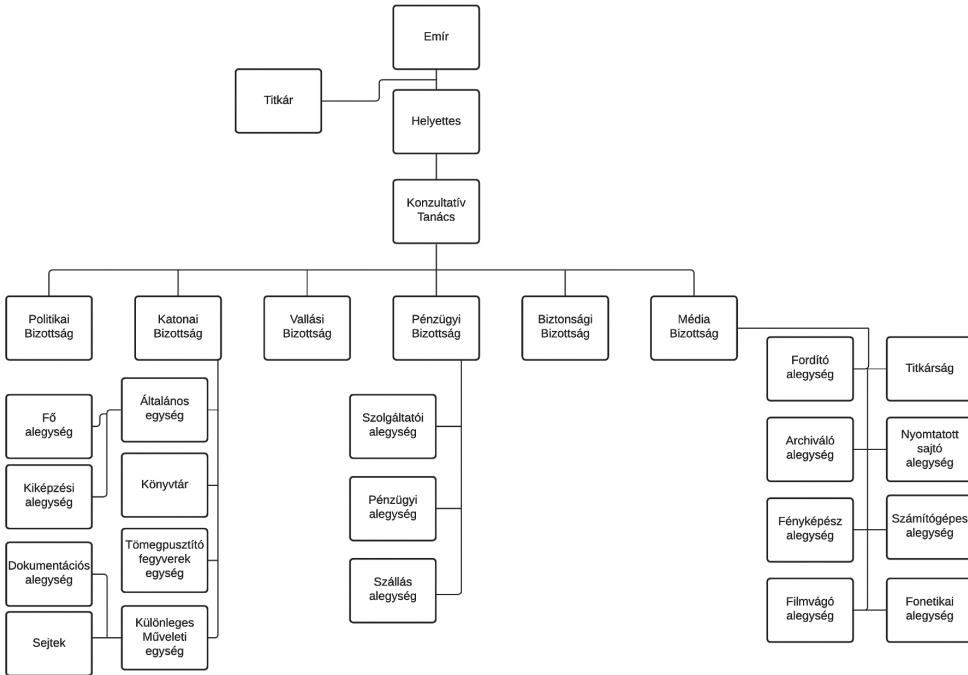 Emír
Titkár
Helyettes
Konzultatív
Tanács
Politikai
Bizottság
Katonai
Bizottság
Vallási
Bizottság
Pénzügyi
Bizottság
Biztonsági
Bizottság
Média
Bizottság
Fő
alegység
Kiképzési
alegység
Dokumentációs
alegység
Sejtek
Általános
egység
Könyvtár
Tömegpusztító
fegyverek
egység
Különleges
Műveleti
egység
Szolgáltatói
alegység
Pénzügyi
alegység
Szállás
alegység
Fordító
alegység
Titkárság
Archiváló
alegység
Nyomtatott
sajtó
alegység
Fényképész
alegység
Számítógépes
alegység
Filmvágó
alegység
Fonetikai
alegység